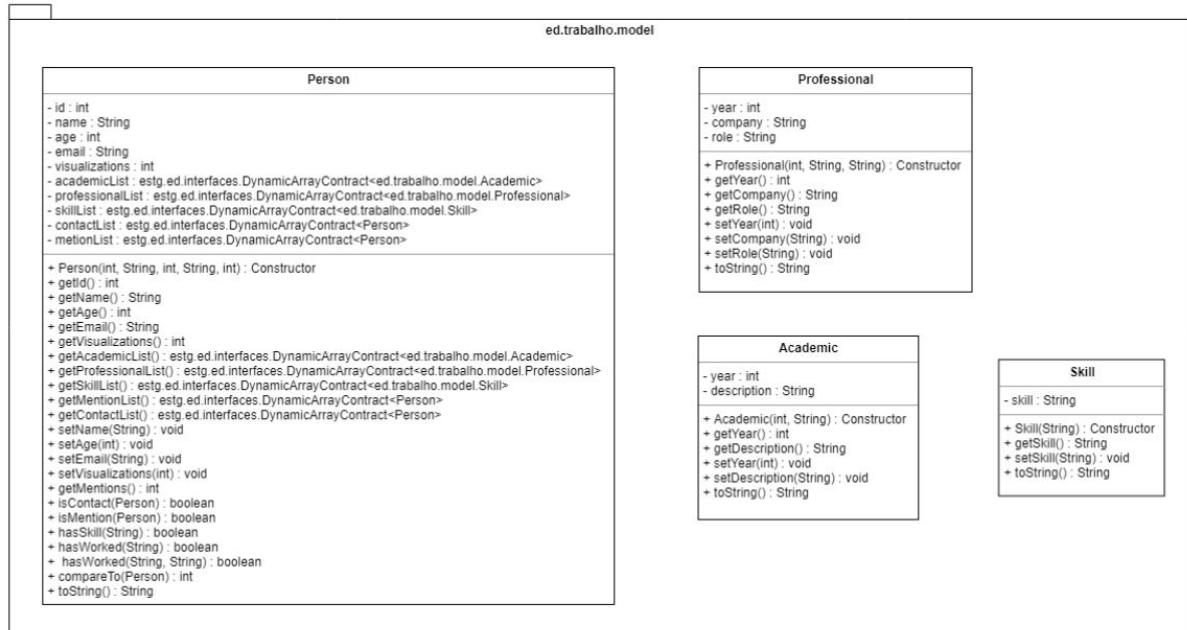 ed.trabalho.model
Person
- id : int
- name : String
- age : int
- email : String
- visualizations : int
- academicList : estg.ed.interfaces.DynamicArrayContract<ed.trabalho.model.Academic>
- professionalList : estg.ed.interfaces.DynamicArrayContract<ed.trabalho.model.Professional>
- skillList : estg.ed.interfaces.DynamicArrayContract<ed.trabalho.model.Skill>
- contactList : estg.ed.interfaces.DynamicArrayContract<Person>
- metionList : estg.ed.interfaces.DynamicArrayContract<Person>
+ Person(int, String, int, String, int) : Constructor
+ getId() : int
+ getName() : String
+ getAge() : int
+ getEmail() : String
+ getVisualizations() : int
+ getAcademicList() : estg.ed.interfaces.DynamicArrayContract<ed.trabalho.model.Academic>
+ getProfessionalList() : estg.ed.interfaces.DynamicArrayContract<ed.trabalho.model.Professional>
+ getSkillList() : estg.ed.interfaces.DynamicArrayContract<ed.trabalho.model.Skill>
+ getMentionList() : estg.ed.interfaces.DynamicArrayContract<Person>
+ getContactList() : estg.ed.interfaces.DynamicArrayContract<Person>
+ setName(String) : void
+ setAge(int) : void
+ setEmail(String) : void
+ setVisualizations(int) : void
+ getMentions() : int
+ isContact(Person) : boolean
+ isMention(Person) : boolean
+ hasSkill(String) : boolean
+ hasWorked(String) : boolean
+ hasWorked(String, String) : boolean
+ compareTo(Person) : int
+ toString() : String
Professional
- year : int
- company : String
- role : String
+ Professional(int, String, String) : Constructor
+ getYear() : int
+ getCompany() : String
+ getRole() : String
+ setYear(int) : void
+ setCompany(String) : void
+ setRole(String) : void
+ toString() : String
Academic
- year : int
- description : String
+ Academic(int, String) : Constructor
+ getYear() : int
+ getDescription() : String
+ setYear(int) : void
+ setDescription(String) : void
+ toString() : String
Skill
- skill : String
+ Skill(String) : Constructor
+ getSkill() : String
+ setSkill(String) : void
+ toString() : String